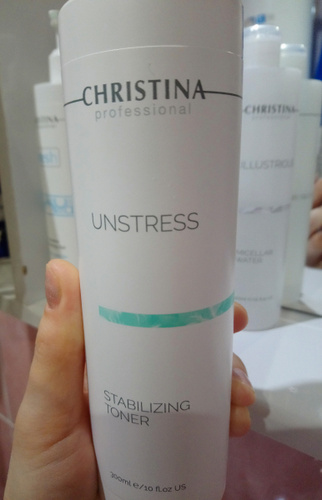 CHRISTINA
professional
UNSTRESS
STABILIZING
TONER
300ml e/10 fl.oz US
CHRISTINA
ILLUSTRIOUS
MICELLAR
WATER